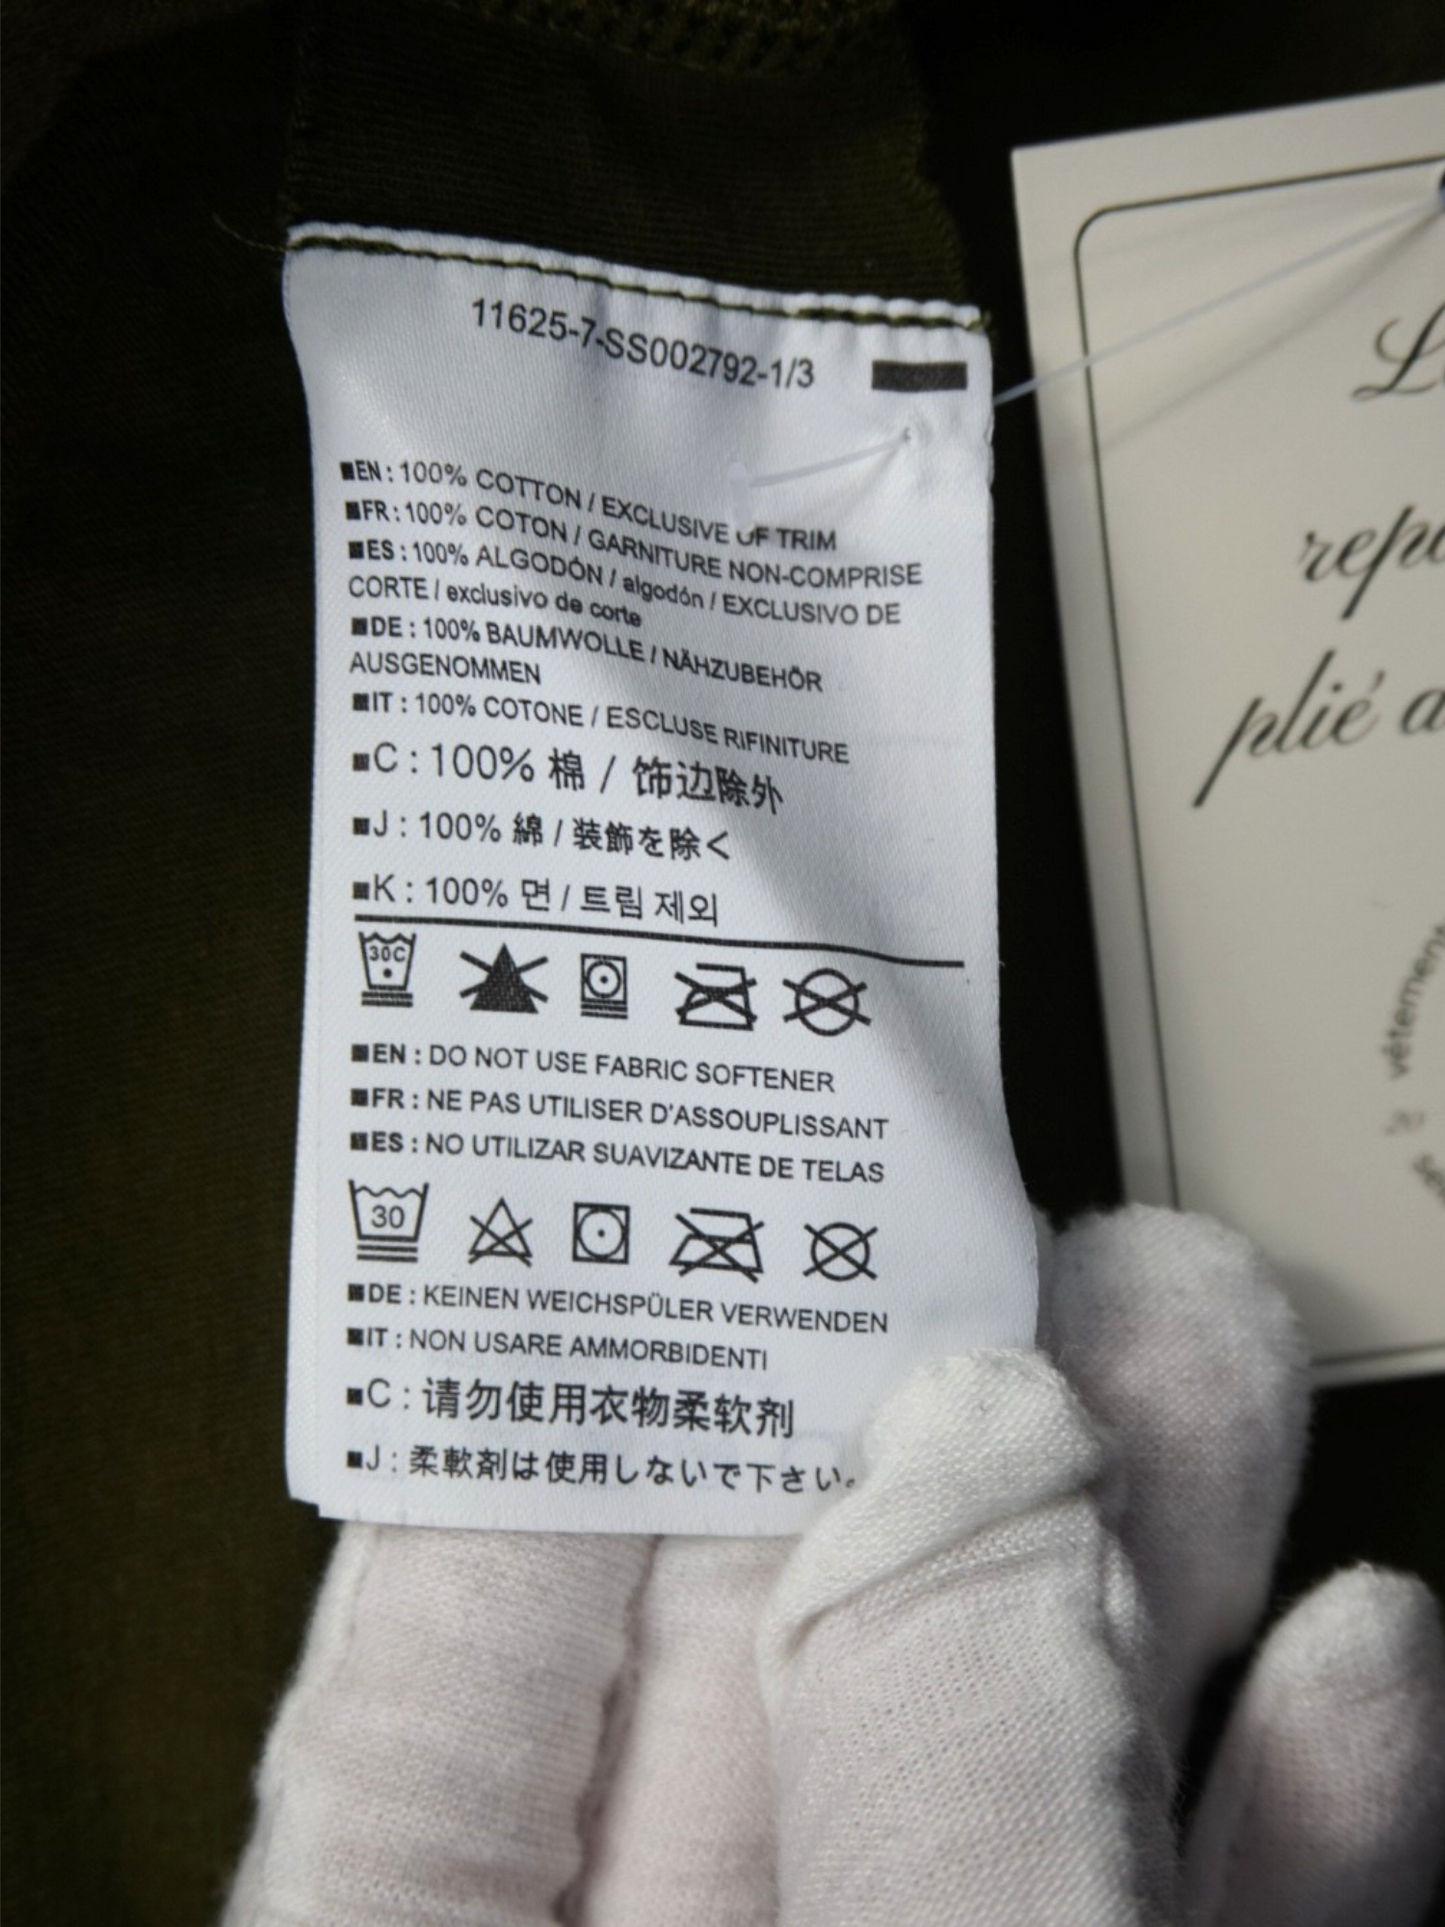 11625-7-SS002792-1/3
■EN : 100% COTTON / EXCLUSIVE OF TRIM
■FR : 100% COTON / GARNITURE NON-COMPRISE
■ES : 100% ALGODÓN / algodón / EXCLUSIVO DE
CORTE / exclusivo de corte
■DE : 100% BAUMWOLLE / NÄHZUBEHÖR
AUSGENOMMEN
■IT : 100% COTONE / ESCLUSE RIFINITURE
■C : 100% 棉 / 饰边除外
■J : 100% 綿 / 装飾を除く
■K : 100% 면 / 트림 제외
30C
■EN : DO NOT USE FABRIC SOFTENER
■FR : NE PAS UTILISER D'ASSOUPLISSANT
■ES : NO UTILIZAR SUAVIZANTE DE TELAS
30
■DE : KEINEN WEICHSPÜLER VERWENDEN
■IT : NON USARE AMMORBIDENTI
■C : 请勿使用衣物柔软剂
■J : 柔軟剤は使用しないで下さい。
plié